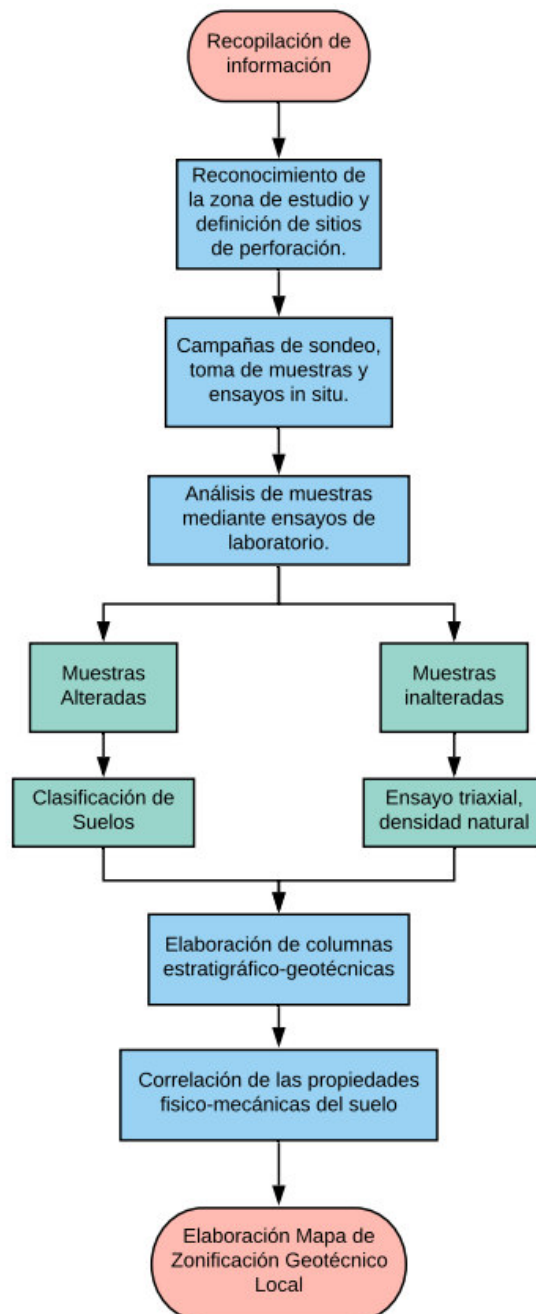 Recopilación de
información
Reconocimiento de
la zona de estudio y
definición de sitios
de perforación.
Campañas de sondeo,
toma de muestras y
ensayos in situ.
Análisis de muestras
mediante ensayos de
laboratorio.
Muestras
Alteradas
Muestras
inalteradas
Clasificación de
Suelos
Ensayo triaxial,
densidad natural
Elaboración de columnas
estratigráfico-geotécnicas
Correlación de las propiedades
fisico-mecánicas del suelo
Elaboración Mapa de
Zonificación Geotécnico
Local